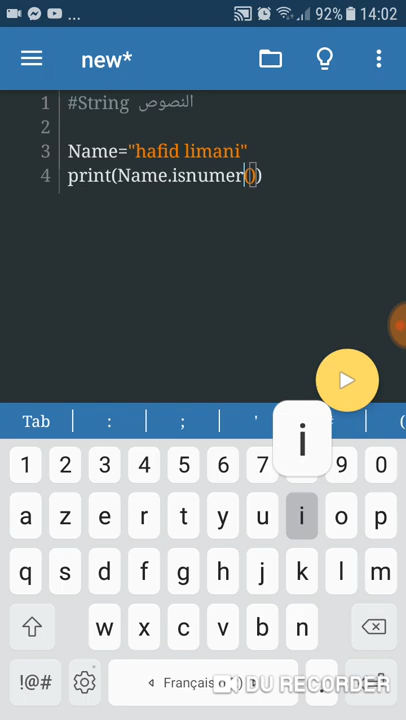 ... 92% 14:02
new*
1 #String النصوص
2
3 Name="hafid limani"
4 print(Name.isnumer())
Tab : ; ' (
i
1 2 3 4 5 6 7 9 0
a z e r t y u i o p
q s d f g h j k l m
w x c v b n
!@# Français
DU RECORDER